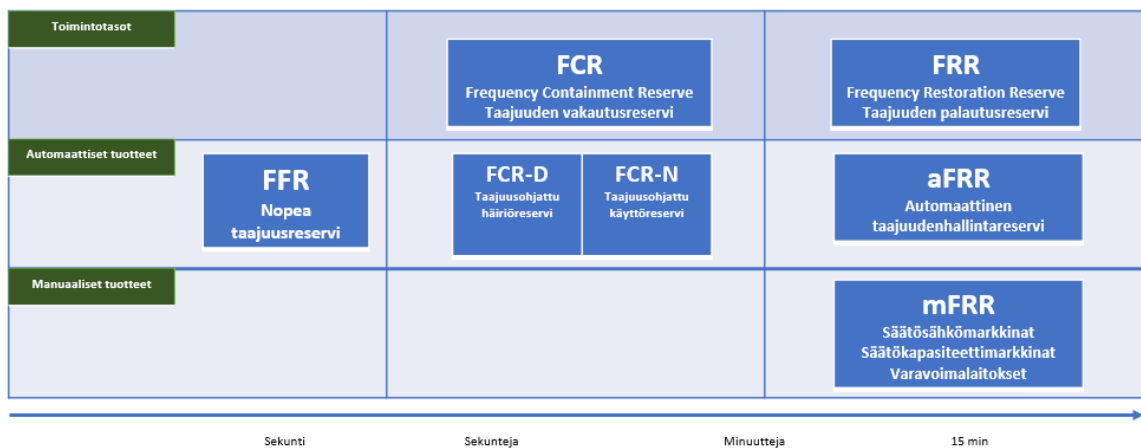 Toimintotasot
FCR
Frequency Containment Reserve
Taajuuden vakautusreservi
FRR
Frequency Restoration Reserve
Taajuuden palautusreservi
Automaattiset tuotteet
FFR
Nopea
taajuusreservi
FCR-D
Taajuusohjattu
häiriöreservi
FCR-N
Taajuusohjattu
käyttöreservi
aFRR
Automaattinen
taajuudenhallintareservi
Manuaaliset tuotteet
mFRR
Säätösähkömarkkinat
Säätökapasiteettimarkkinat
Varavoimalaitokset
Sekunti
Sekunteja
Minuutteja
15 min